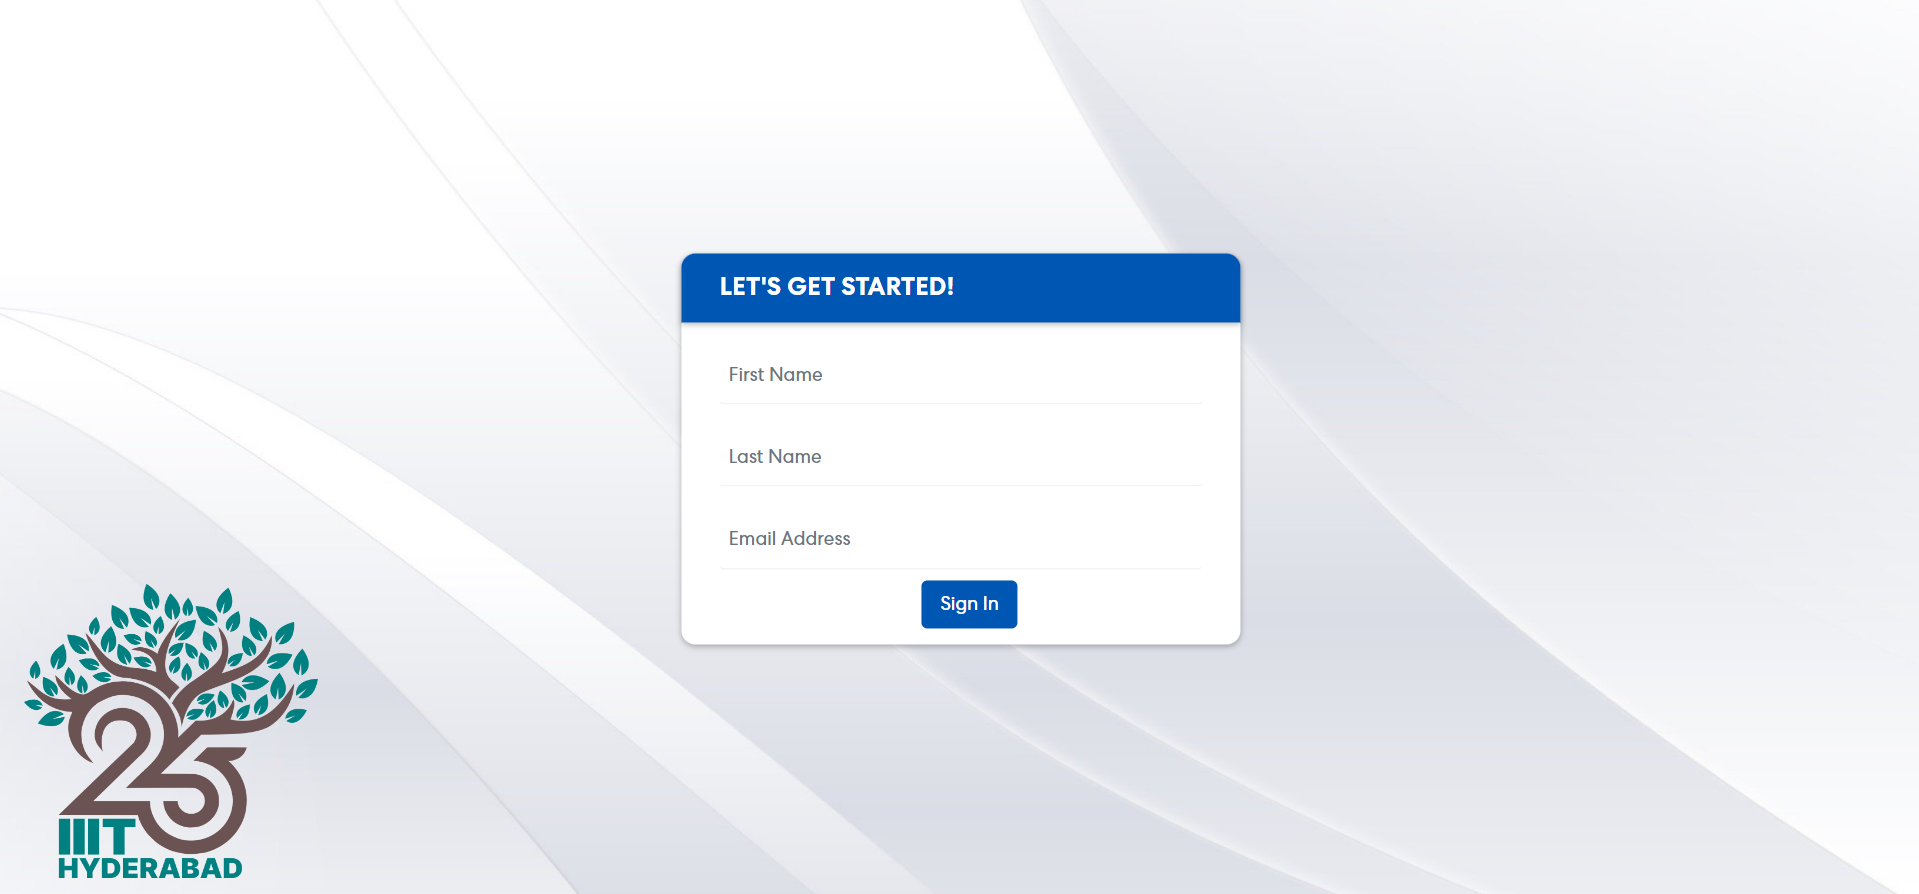 LET'S GET STARTED!
First Name
Last Name
Email Address
Sign In
25
IIIT
HYDERABAD